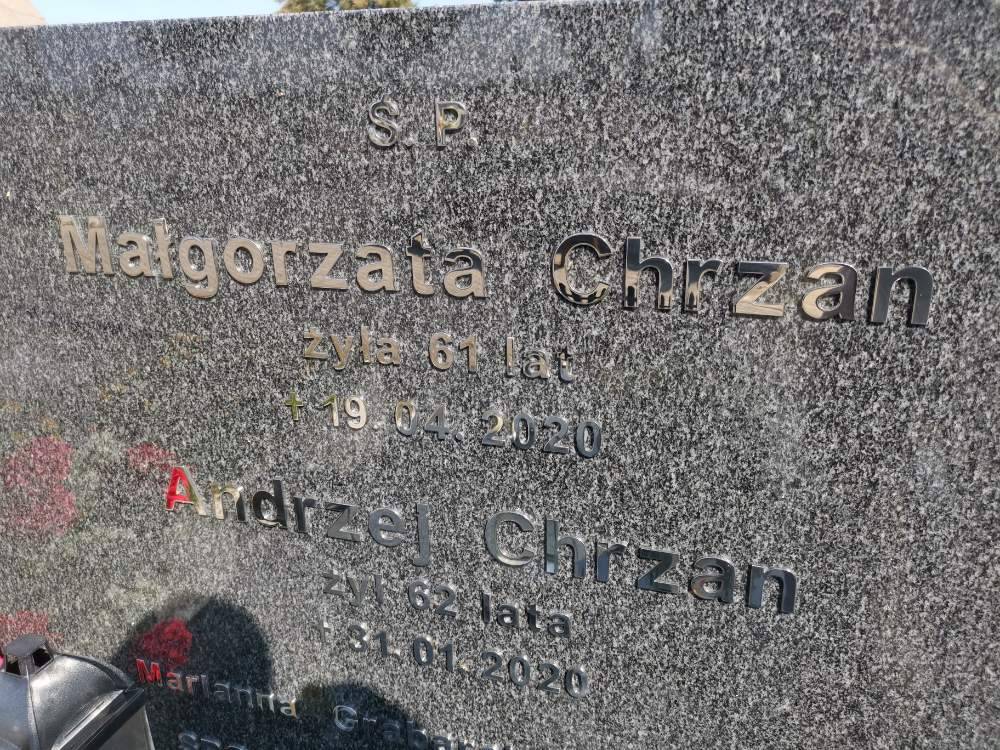 Ś. P.
Małgorzata Chrzan
żyła 61 lat
† 19. 04. 2020
Andrzej Chrzan
żył 62 lata
† 31. 01. 2020
Marianna